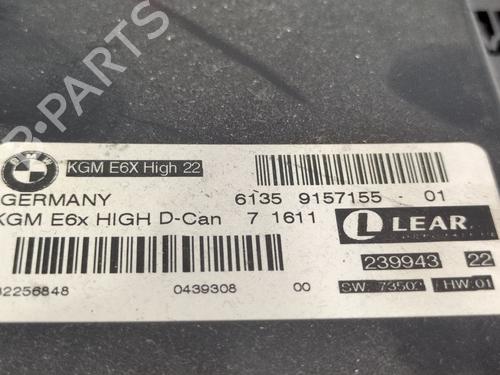 BMW
KGM E6X High 22
GERMANY
6135 9157155 - 01
KGM E6x HIGH D-Can 7 1611
LEAR
239943 22
0439308 00
HW:01
B-PARTS